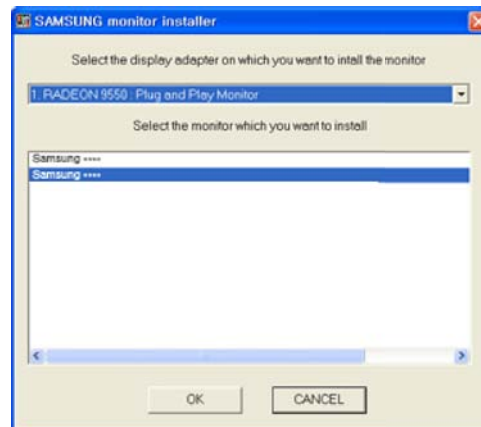 SAMSUNG monitor installer
Select the display adapter on which you want to intall the monitor
1. RADEON 9550 : Plug and Play Monitor
Select the monitor which you want to install
Samsung ****
Samsung ****
OK
CANCEL